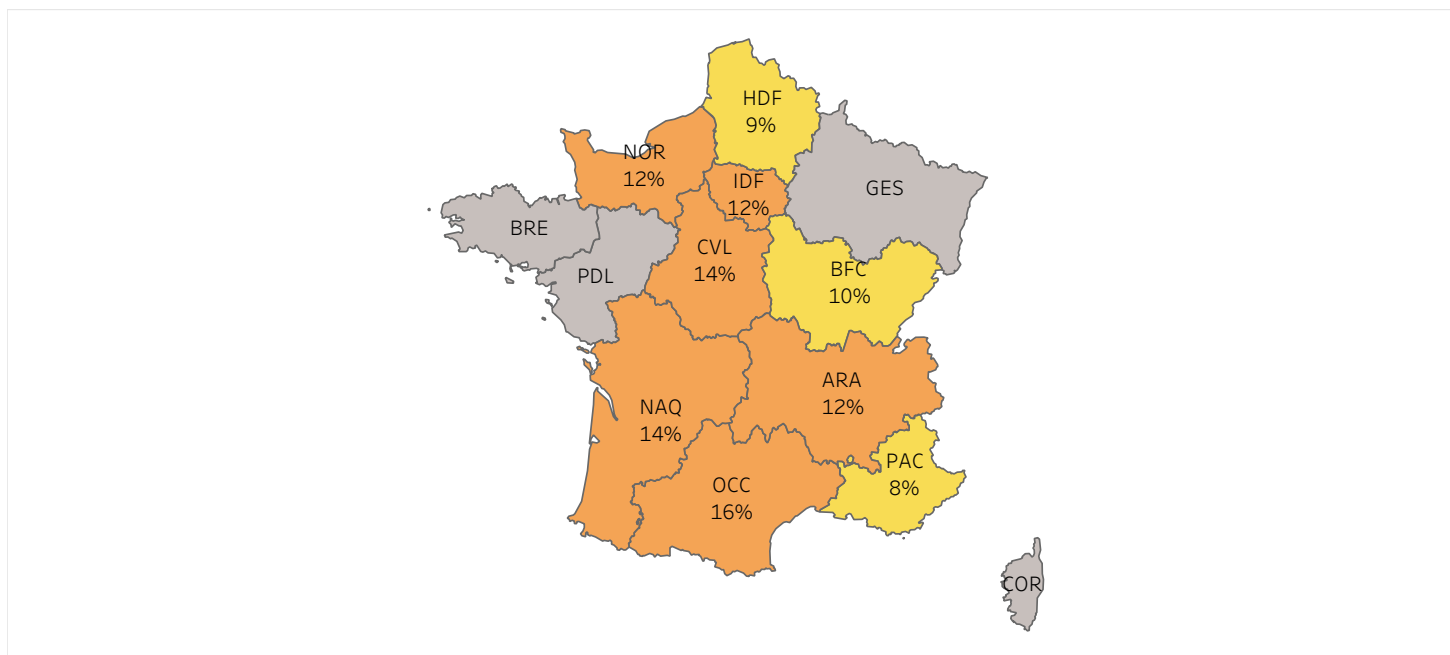 HDF
9%
NOR
12%
IDF
12%
GES
BRE
CVL
14%
PDL
BFC
10%
ARA
12%
NAQ
14%
PAC
8%
OCC
16%
COR